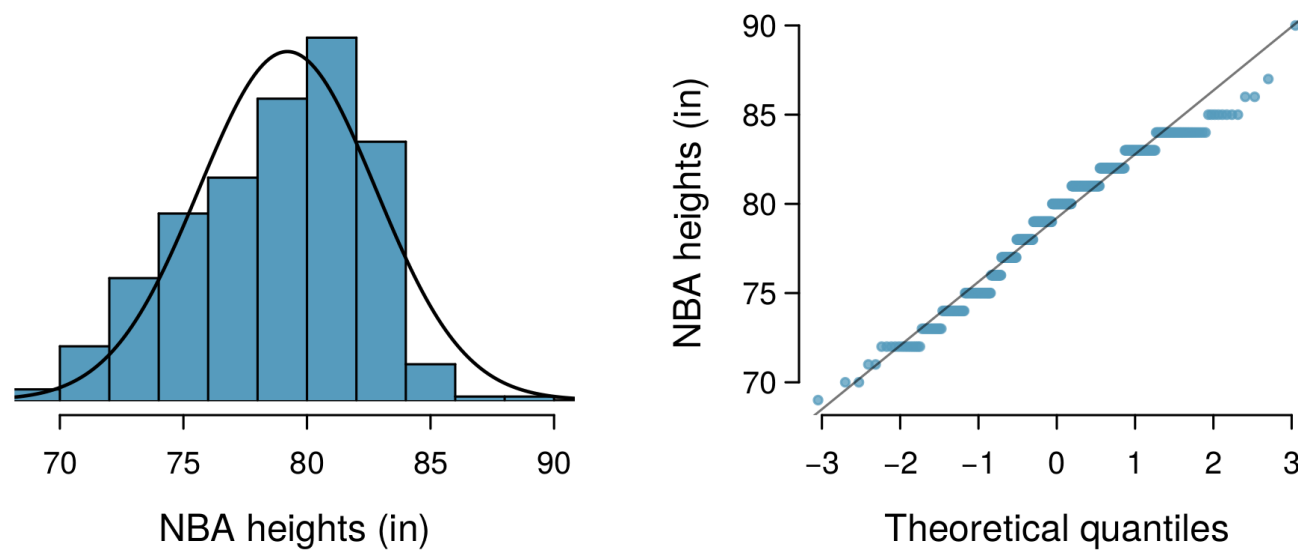 70 75 80 85 90
NBA heights (in)
NBA heights (in)
90
85
80
75
70
−3 −2 −1 0 1 2 3
Theoretical quantiles